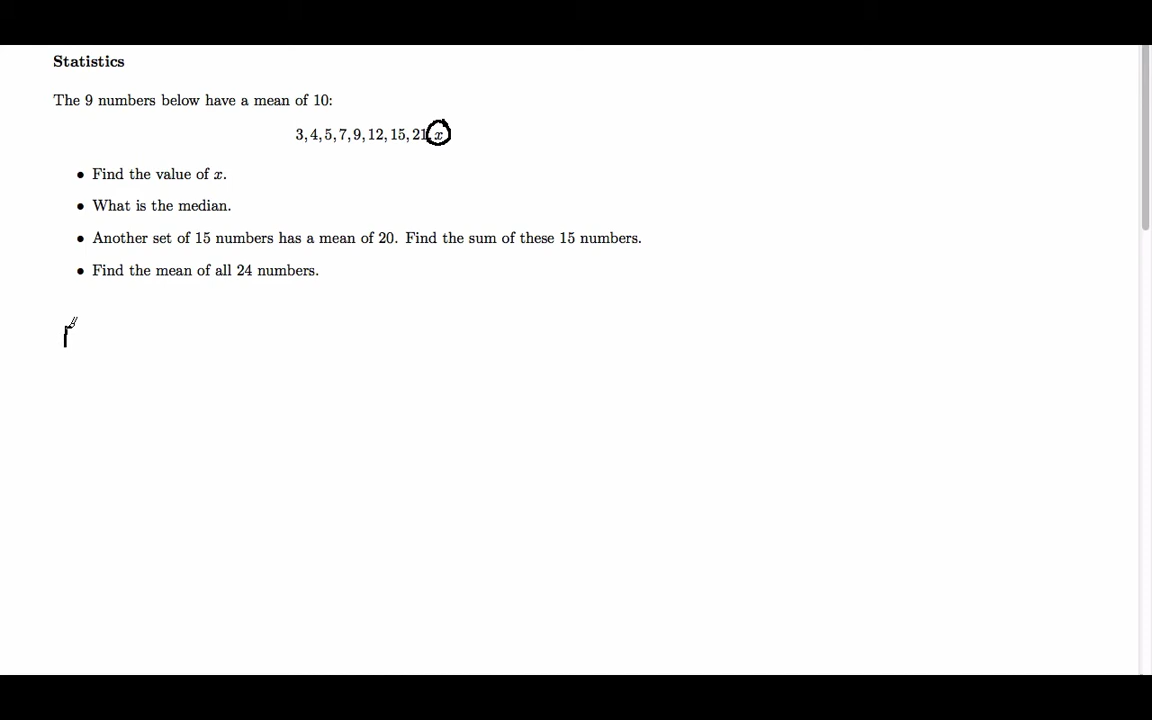 Statistics
The 9 numbers below have a mean of 10:
3, 4, 5, 7, 9, 12, 15, 21, x
• Find the value of x.
• What is the median.
• Another set of 15 numbers has a mean of 20. Find the sum of these 15 numbers.
• Find the mean of all 24 numbers.